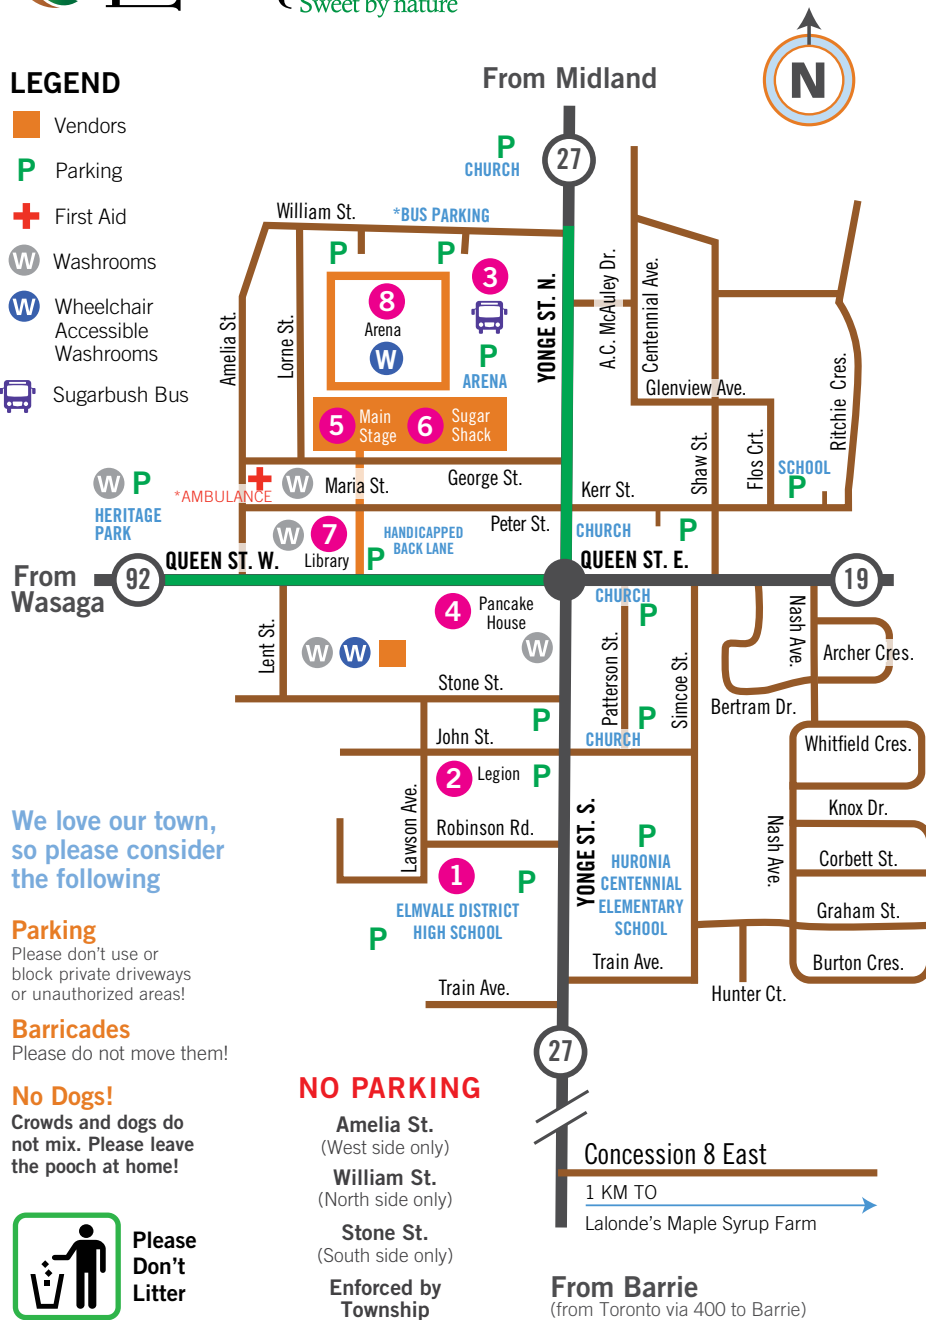 Sweet by nature
LEGEND
Vendors
P Parking
First Aid
W Washrooms
W Wheelchair
Accessible
Washrooms
Sugarbush Bus
From Midland
N
27
P
CHURCH
William St.
*BUS PARKING
P
P
3
8
Arena
W
P
ARENA
5 Main
Stage
6 Sugar
Shack
Amelia St.
Lorne St.
YONGE ST. N.
A.C. McAuley Dr.
Centennial Ave.
Glenview Ave.
Ritchie Cres.
Shaw St.
Flos Crt.
SCHOOL
P
George St.
Maria St.
W
Kerr St.
W P
*AMBULANCE
HERITAGE
PARK
Peter St.
CHURCH
P
W
7
Library
P
HANDICAPPED
BACK LANE
QUEEN ST. W.
QUEEN ST. E.
From
Wasaga
92
19
4 Pancake
House
CHURCH
P
W
W W
Lent St.
Stone St.
Patterson St.
Simcoe St.
Nash Ave.
Archer Cres.
Bertram Dr.
P
P
CHURCH
John St.
Whitfield Cres.
2 Legion
P
Lawson Ave.
Robinson Rd.
YONGE ST. S.
Nash Ave.
Knox Dr.
Corbett St.
Graham St.
Burton Cres.
Hunter Ct.
1
P
ELMVALE DISTRICT
HIGH SCHOOL
P
P
HURONIA
CENTENNIAL
ELEMENTARY
SCHOOL
Train Ave.
Train Ave.
27
We love our town,
so please consider
the following
Parking
Please don't use or
block private driveways
or unauthorized areas!
Barricades
Please do not move them!
No Dogs!
Crowds and dogs do
not mix. Please leave
the pooch at home!
Please
Don't
Litter
NO PARKING
Amelia St.
(West side only)
William St.
(North side only)
Stone St.
(South side only)
Enforced by
Township
Concession 8 East
1 KM TO
Lalonde's Maple Syrup Farm
From Barrie
(from Toronto via 400 to Barrie)